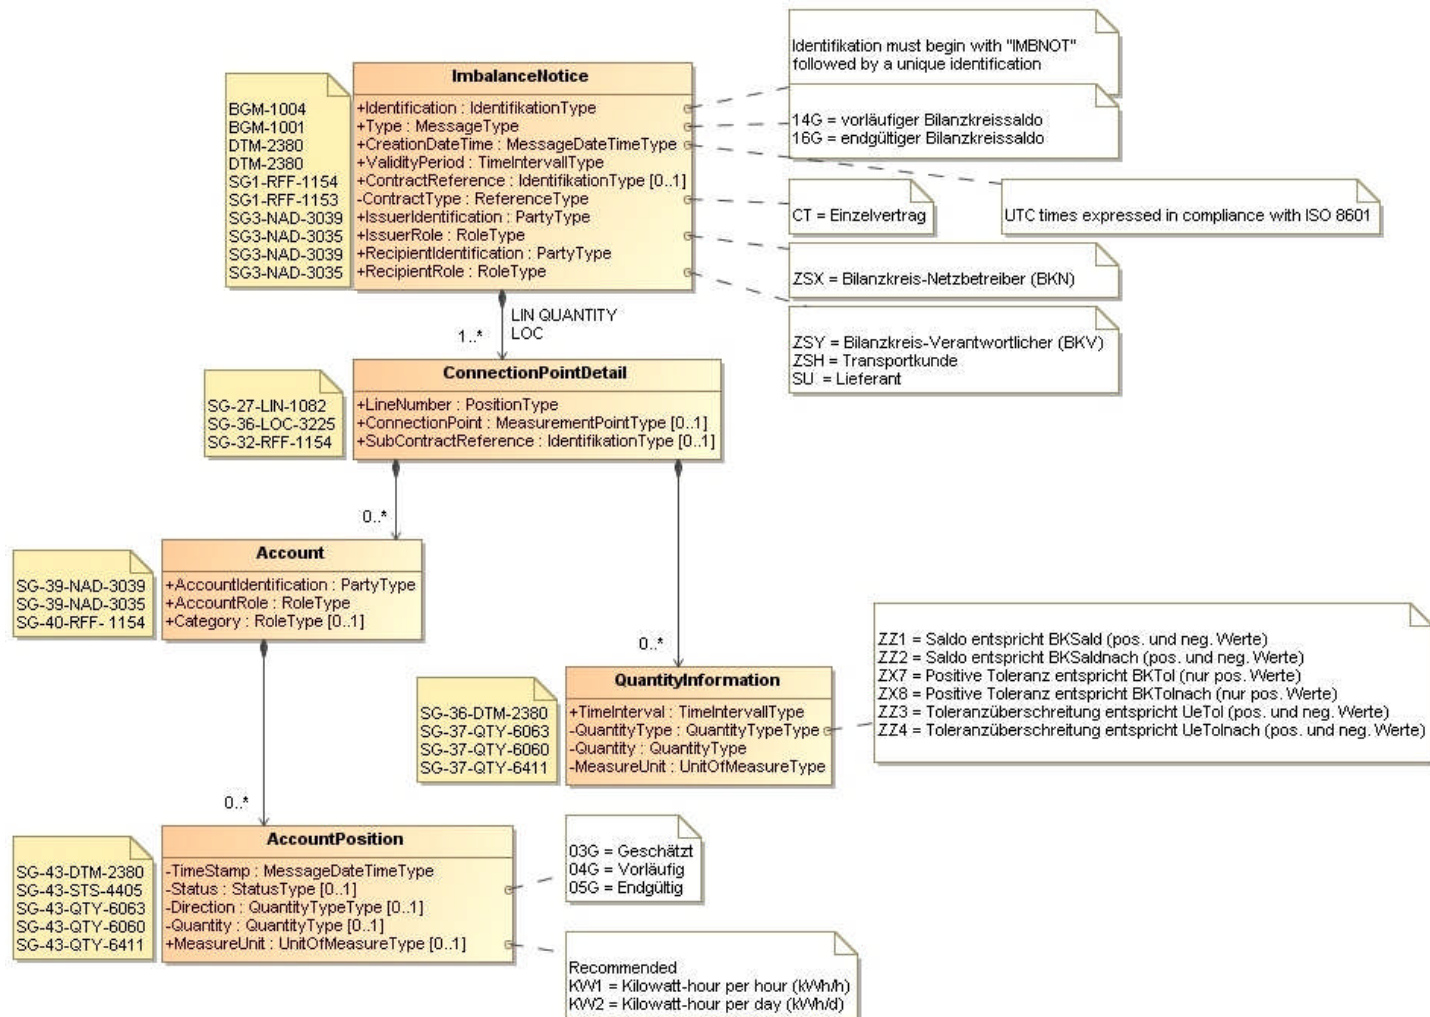 Identifikation must begin with "IMBNOT"
followed by a unique identification
BGM-1004
BGM-1001
DTM-2380
DTM-2380
SG1-RFF-1154
SG1-RFF-1153
SG3-NAD-3039
SG3-NAD-3035
SG3-NAD-3039
SG3-NAD-3035
ImbalanceNotice
+Identification : IdentifikationType
+Type : MessageType
+CreationDateTime : MessageDateTimeType
+ValidityPeriod : TimeIntervallType
+ContractReference : IdentifikationType [0..1]
-ContractType : ReferenceType
+IssuerIdentification : PartyType
+IssuerRole : RoleType
+RecipientIdentification : PartyType
+RecipientRole : RoleType
14G = vorläufiger Bilanzkreissaldo
16G = endgültiger Bilanzkreissaldo
CT = Einzelvertrag
UTC times expressed in compliance with ISO 8601
ZSX = Bilanzkreis-Netzbetreiber (BKN)
ZSY = Bilanzkreis-Verantwortlicher (BKV)
ZSH = Transportkunde
SU = Lieferant
LIN QUANTITY
LOC
1..*
SG-27-LIN-1082
SG-36-LOC-3225
SG-32-RFF-1154
ConnectionPointDetail
+LineNumber : PositionType
+ConnectionPoint : MeasurementPointType [0..1]
+SubContractReference : IdentifikationType [0..1]
0..*
SG-39-NAD-3039
SG-39-NAD-3035
SG-40-RFF- 1154
Account
+AccountIdentification : PartyType
+AccountRole : RoleType
+Category : RoleType [0..1]
0..*
SG-36-DTM-2380
SG-37-QTY-6063
SG-37-QTY-6060
SG-37-QTY-6411
QuantityInformation
+TimeInterval : TimeIntervallType
-QuantityType : QuantityTypeType
-Quantity : QuantityType
-MeasureUnit : UnitOfMeasureType
ZZ1 = Saldo entspricht BKSald (pos. und neg. Werte)
ZZ2 = Saldo entspricht BKSaldnach (pos. und neg. Werte)
ZX7 = Positive Toleranz entspricht BKTol (nur pos. Werte)
ZX8 = Positive Toleranz entspricht BKTolnach (nur pos. Werte)
ZZ3 = Toleranzüberschreitung entspricht UeTol (pos. und neg. Werte)
ZZ4 = Toleranzüberschreitung entspricht UeTolnach (pos. und neg. Werte)
0..*
SG-43-DTM-2380
SG-43-STS-4405
SG-43-QTY-6063
SG-43-QTY-6060
SG-43-QTY-6411
AccountPosition
-TimeStamp : MessageDateTimeType
-Status : StatusType [0..1]
-Direction : QuantityTypeType [0..1]
-Quantity : QuantityType [0..1]
+MeasureUnit : UnitOfMeasureType [0..1]
03G = Geschätzt
04G = Vorläufig
05G = Endgültig
Recommended
KW1 = Kilowatt-hour per hour (kWh/h)
KW2 = Kilowatt-hour per day (kWh/d)